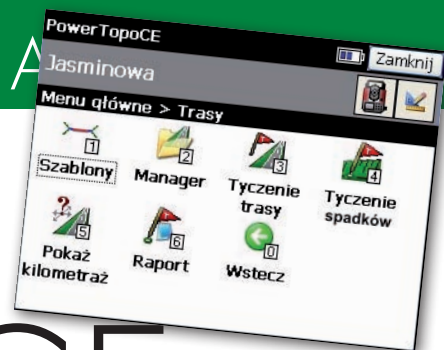 A
PowerTopoCE
Zamknij
Jasminowa
Menu główne > Trasy
1
2
3
4
Szablony
Manager
Tyczenie
trasy
Tyczenie
spadków
5
6
0
Pokaż
kilometraż
Raport
Wstecz
CE